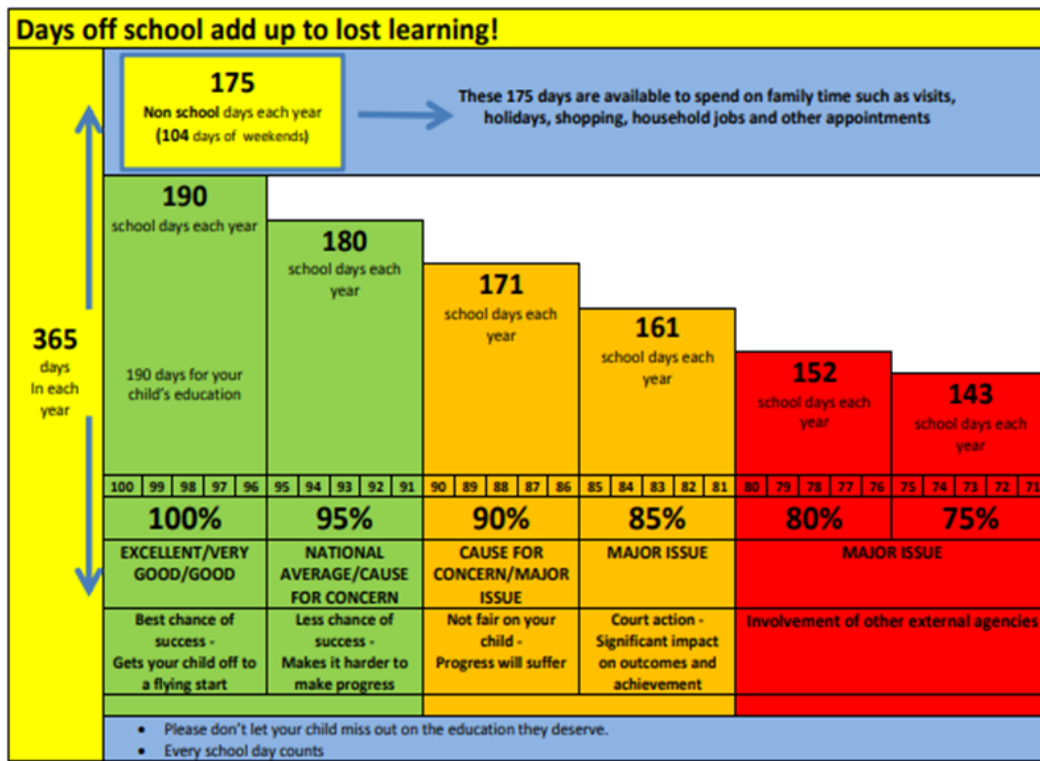 Days off school add up to lost learning!
175
Non school days each year
(104 days of weekends)
These 175 days are available to spend on family time such as visits,
holidays, shopping, household jobs and other appointments
365
days
In each
year
190
school days each year
190 days for your
child's education
180
school days each
year
171
school days each
year
161
school days each
year
152
school days each
year
143
school days each
year
100 99 98 97 96 95 94 93 92 91 90 89 88 87 86 85 84 83 82 81 80 79 78 77 76 75 74 73 72 71
100% 95% 90% 85% 80% 75%
EXCELLENT/VERY
GOOD/GOOD
NATIONAL
AVERAGE/CAUSE
FOR CONCERN
CAUSE FOR
CONCERN/MAJOR
ISSUE
MAJOR ISSUE
MAJOR ISSUE
Best chance of
success -
Gets your child off to
a flying start
Less chance of
success -
Makes it harder to
make progress
Not fair on your
child -
Progress will suffer
Court action -
Significant impact
on outcomes and
achievement
Involvement of other external agencies
• Please don't let your child miss out on the education they deserve.
• Every school day counts